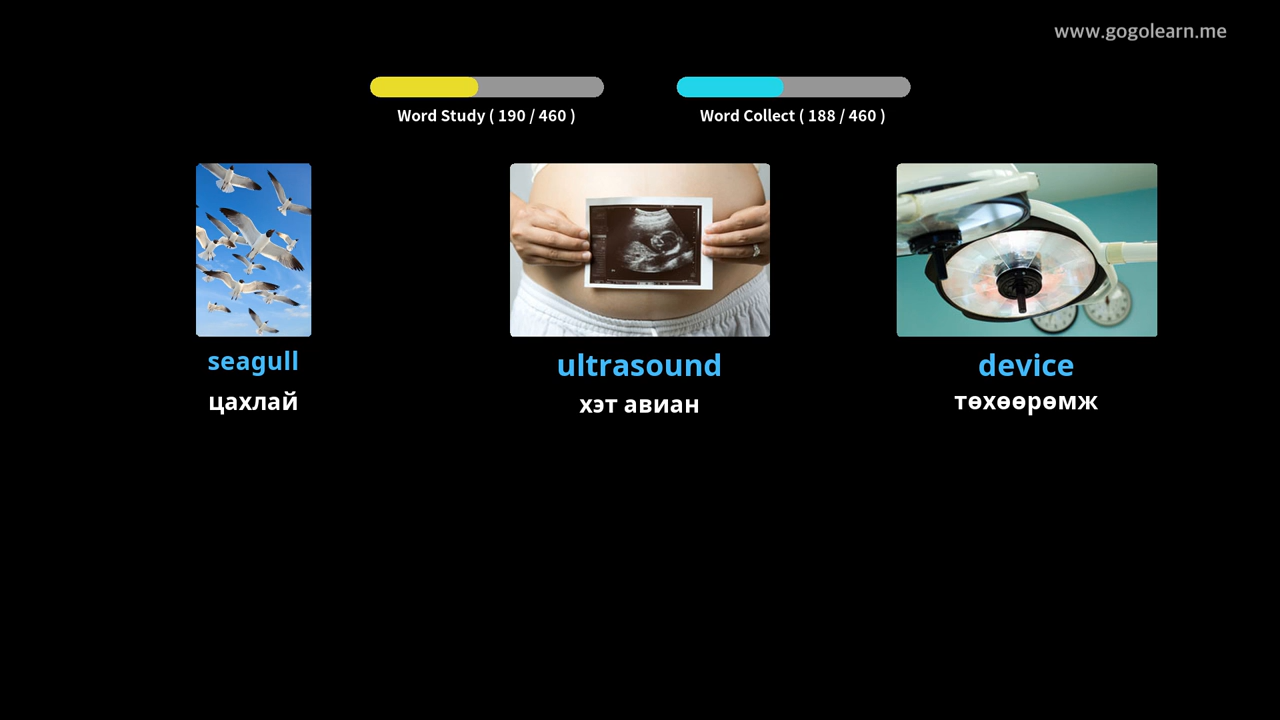 www.gogolearn.me
Word Study ( 190 / 460 )
Word Collect ( 188 / 460 )
seagull
ultrasound
device
цахлай
хэт авиан
төхөөрөмж